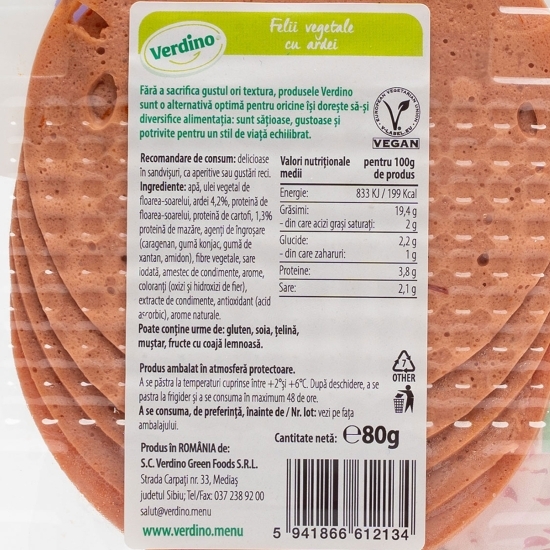 Verdino
Felii vegetale
cu ardei
Fără a sacrifica gustul ori textura, produsele Verdino
sunt o alternativă optimă pentru oricine își dorește să-și
diversifice alimentația: sunt sățioase, gustoase și
potrivite pentru un stil de viață echilibrat.
EUROPEAN VEGETARIAN UNION
V-LABEL.EU
VEGAN
Recomandare de consum: delicioase
în sandvișuri, ca aperitive sau gustări reci.
Ingrediente: apă, ulei vegetal de
floarea-soarelui, ardei 4,2%, proteină de
floarea-soarelui, proteină de cartofi, 1,3%
proteină de mazăre, agenți de îngroșare
(caragenan, gumă konjac, gumă de
xantan, amidon), fibre vegetale, sare
iodată, amestec de condimente, arome,
coloranți (oxizi și hidroxizi de fier),
extracte de condimente, antioxidant (acid
ascorbic), arome naturale.
Poate conține urme de: gluten, soia, țelină,
muștar, fructe cu coajă lemnoasă.
Valori nutriționale medii pentru 100g de produs
Energie: 833 KJ / 199 Kcal
Grăsimi: 19,4 g
- din care acizi grași saturați: 2 g
Glucide: 2,2 g
- din care zaharuri: 1 g
Proteine: 3,8 g
Sare: 2,1 g
Produs ambalat în atmosferă protectoare.
A se păstra la temperaturi cuprinse între +2°și +6°C. După deschidere, a se
pastra la frigider și a se consuma în maximum 48 de ore.
A se consuma, de preferință, înainte de / Nr. lot: vezi pe fața
ambalajului.
7
OTHER
Cantitate netă: ℮80g
Produs în ROMÂNIA de:
S.C. Verdino Green Foods S.R.L.
Strada Carpați nr. 33, Mediaș
județul Sibiu; Tel/Fax: 037 238 92 00
salut@verdino.menu
www.verdino.menu
5 941866 612134